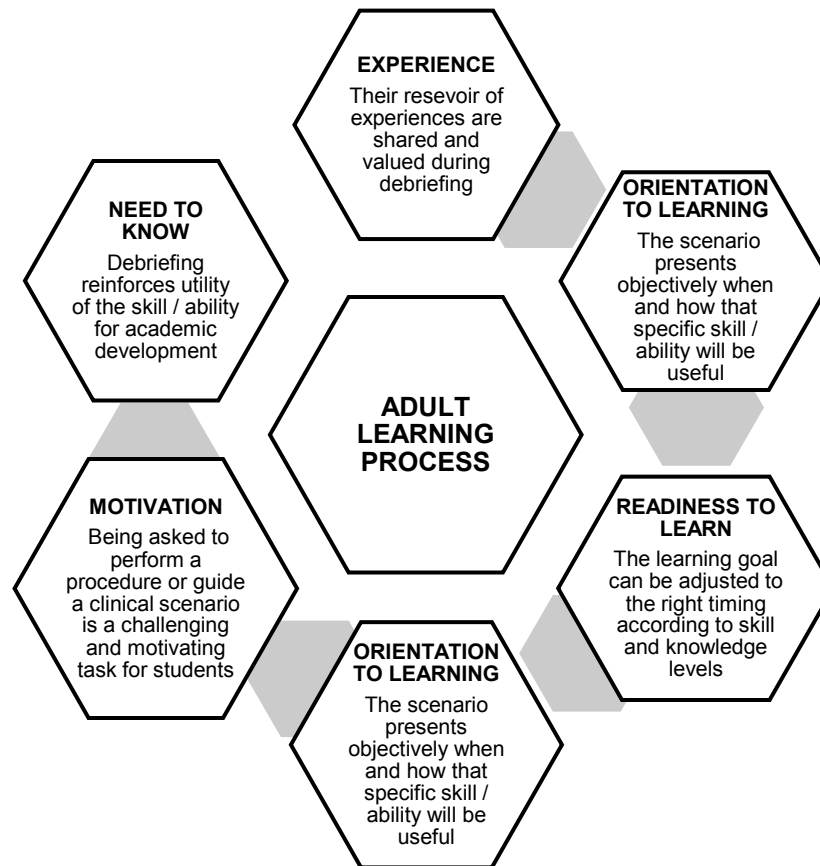 EXPERIENCE
Their resevoir of
experiences are
shared and
valued during
debriefing
ORIENTATION
TO LEARNING
The scenario
presents
objectively when
and how that
specific skill /
ability will be
useful
READINESS TO
LEARN
The learning goal
can be adjusted to
the right timing
according to skill
and knowledge
levels
ORIENTATION
TO LEARNING
The scenario
presents
objectively when
and how that
specific skill /
ability will be
useful
MOTIVATION
Being asked to
perform a
procedure or guide
a clinical scenario
is a challenging
and motivating
task for students
NEED TO
KNOW
Debriefing
reinforces utility
of the skill / ability
for academic
development
ADULT
LEARNING
PROCESS